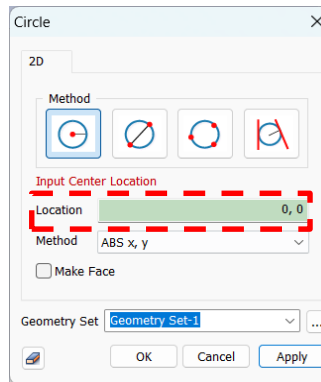 Circle
2D
Method
Input Center Location
Location 0, 0
Method ABS x, y
Make Face
Geometry Set Geometry Set-1 ...
OK Cancel Apply